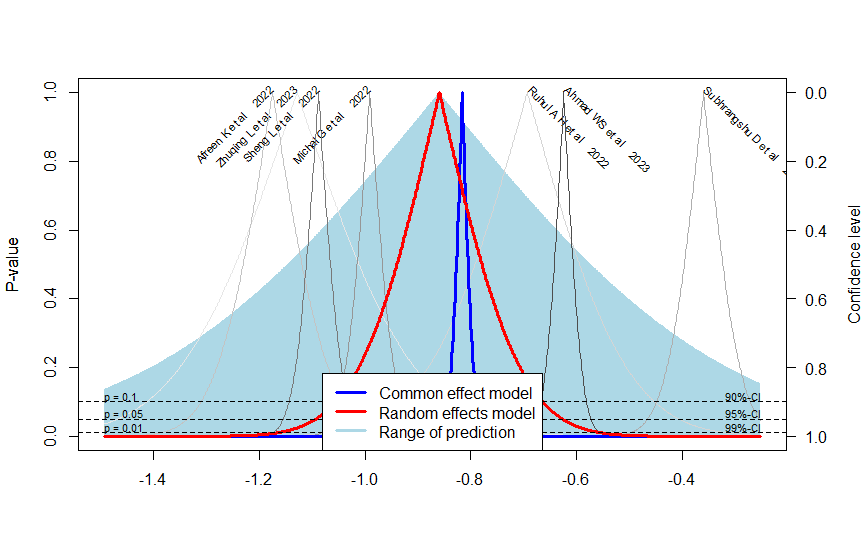 Afreen K et al 2022
Zhuqing L et al 2023
Sheng L et al 2022
Michal G et al 2022
Ruhul A H et al 2022
Ahmad WS et al 2023
Subhrangshu D et al
P-value
1.0
0.8
0.6
0.4
0.2
0.0
0.0
0.2
0.4
0.6
0.8
1.0
Confidence level
p = 0.1
p = 0.05
p = 0.01
90%-CI
95%-CI
99%-CI
Common effect model
Random effects model
Range of prediction
-1.4
-1.2
-1.0
-0.8
-0.6
-0.4